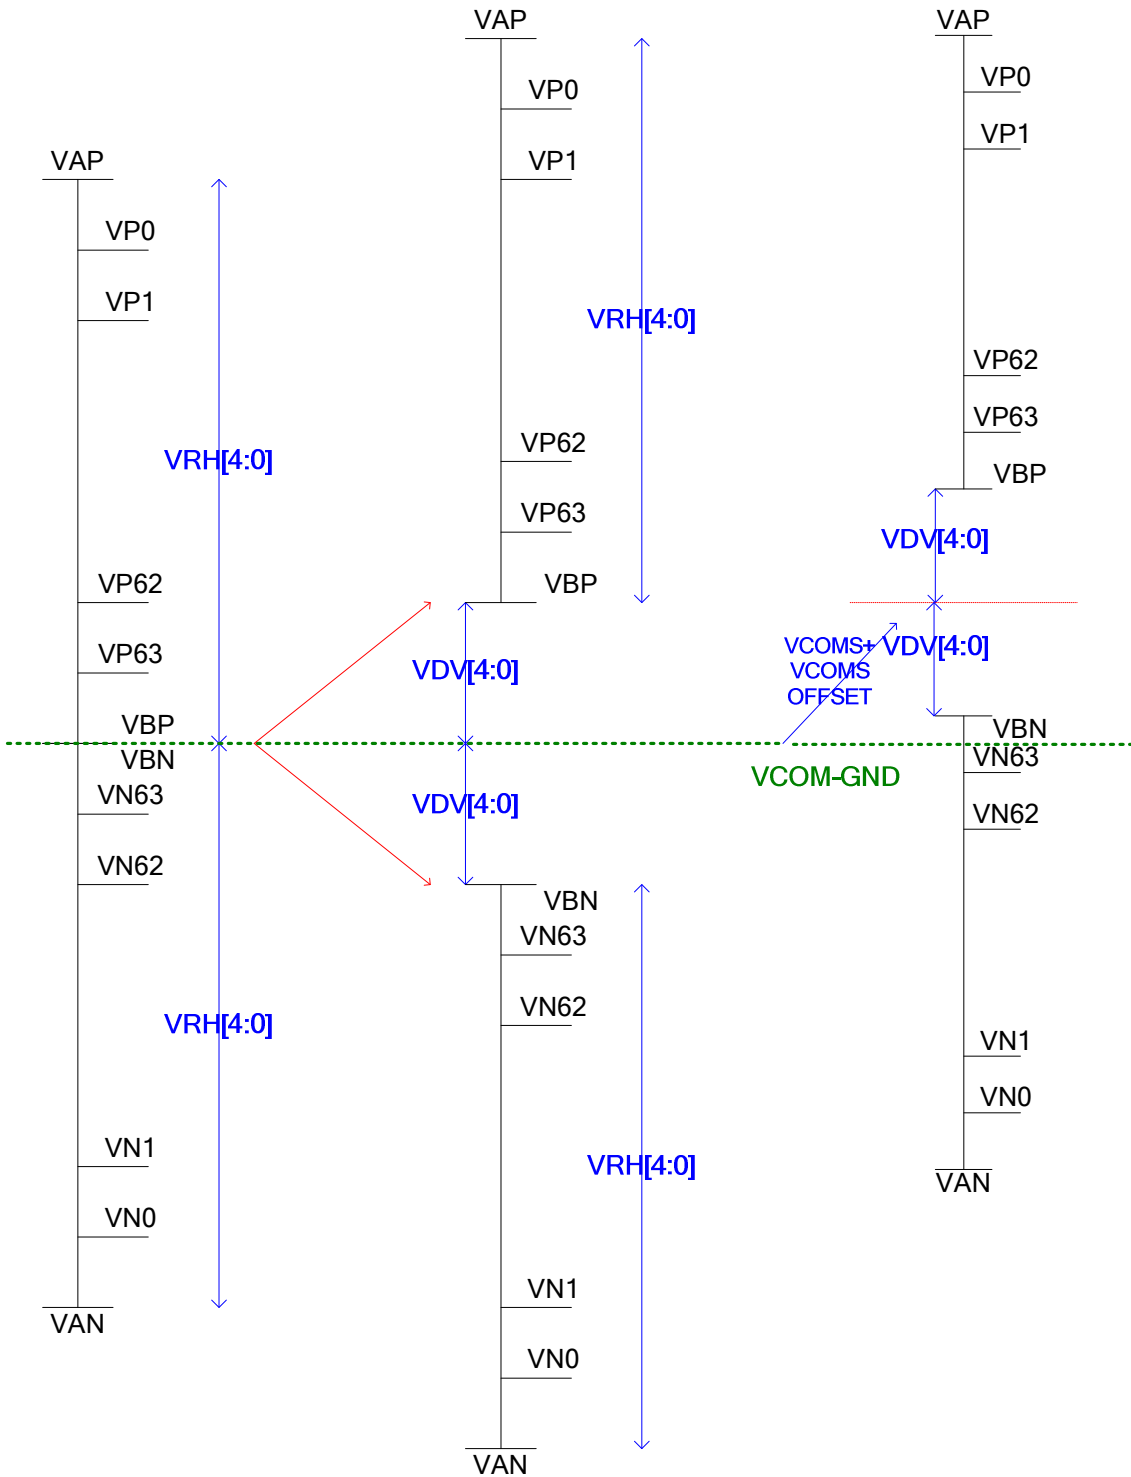 VAP
VP0
VP1
VRH[4:0]
VP62
VP63
VBP
VBN
VN63
VN62
VRH[4:0]
VN1
VN0
VAN
VAP
VP0
VP1
VRH[4:0]
VP62
VP63
VBP
VDV[4:0]
VDV[4:0]
VBN
VN63
VN62
VRH[4:0]
VN1
VN0
VAN
VAP
VP0
VP1
VP62
VP63
VBP
VDV[4:0]
VCOMS+
VCOMS
OFFSET
VDV[4:0]
VBN
VCOM-GND
VN63
VN62
VN1
VN0
VAN